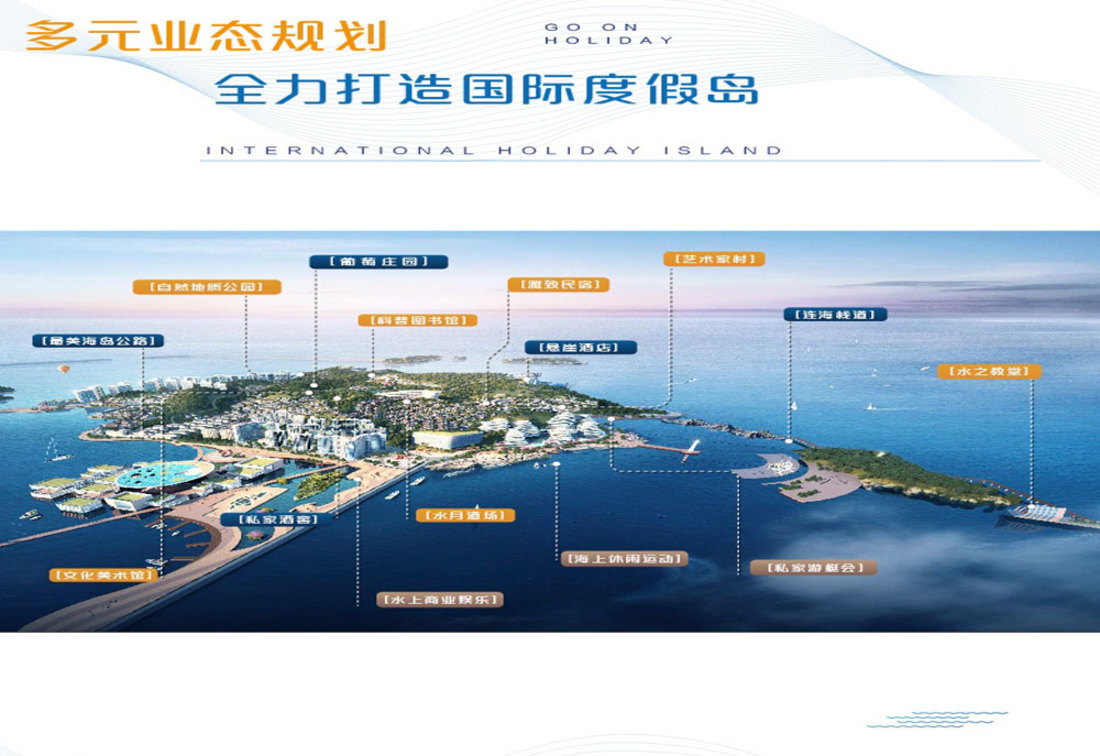 多元业态规划
GO ON
HOLIDAY
全力打造国际度假岛
INTERNATIONAL HOLIDAY ISLAND
[葡萄庄园]
[艺术家村]
[自然地质公园]
[雅致民宿]
[连海栈道]
[科普图书馆]
[最美海岛公路]
[悬崖酒店]
[水之教堂]
[私家酒窖]
[水月道场]
[海上休闲运动]
[私家游艇会]
[文化美术馆]
[水上商业娱乐]